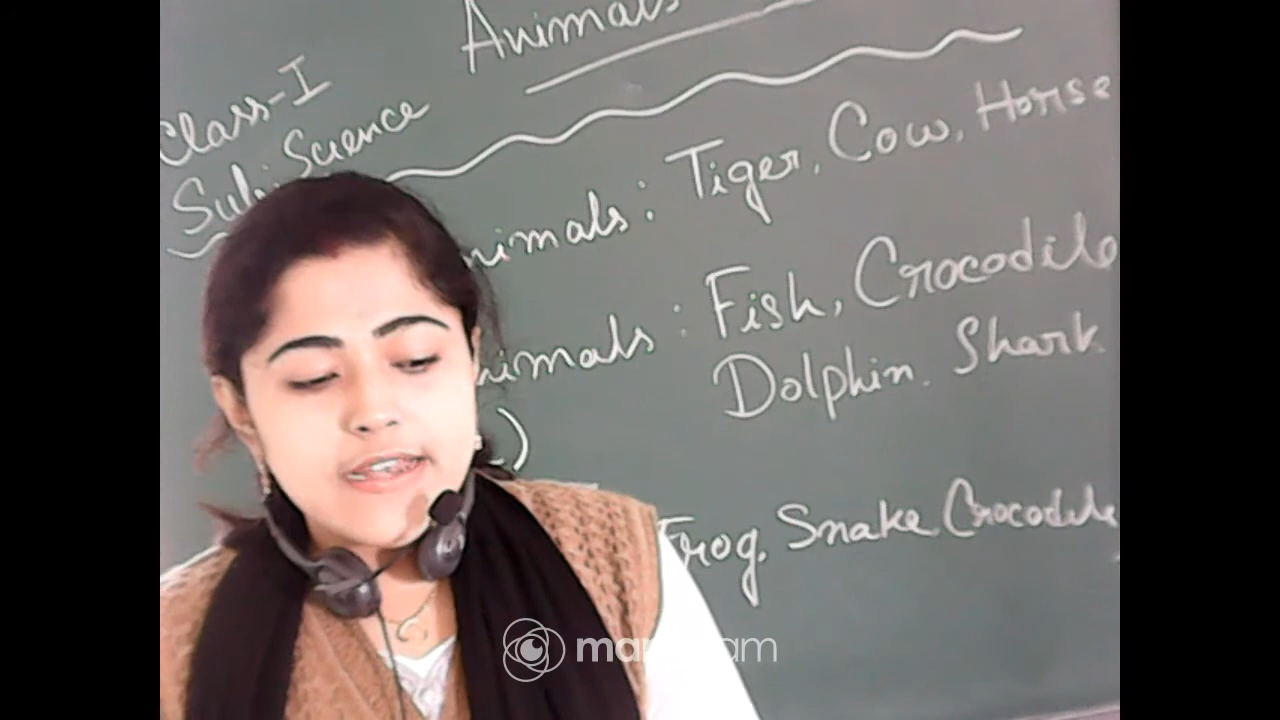 Animals
Class-I
Sub: Science
nimals : Tiger, Cow, Horse
nimals : Fish, Crocodile
Dolphin. Shark
)
Frog. Snake Crocodile